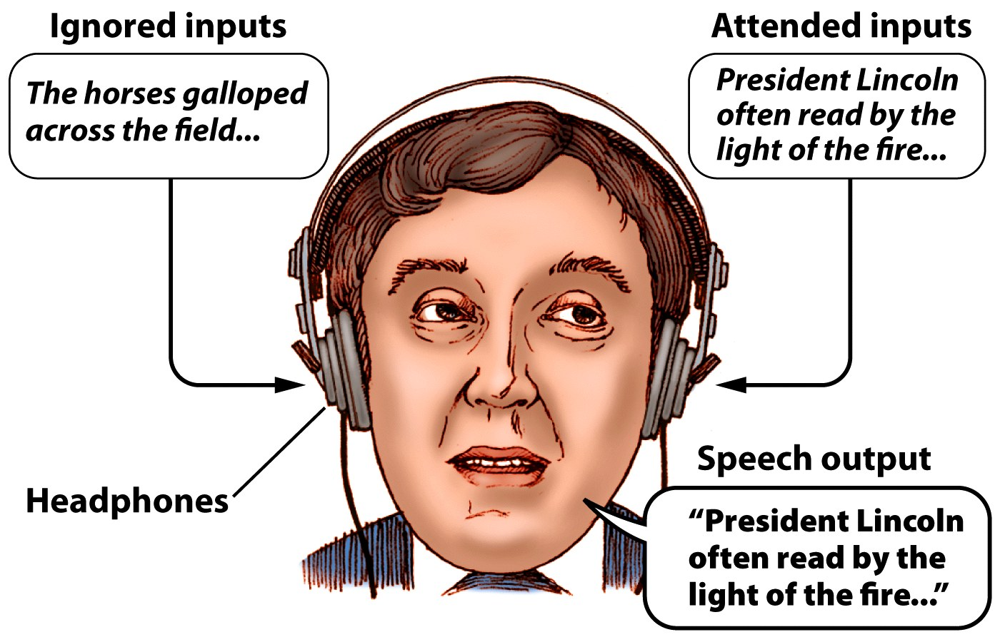 Ignored inputs
The horses galloped
across the field...
Attended inputs
President Lincoln
often read by the
light of the fire...
Headphones
Speech output
“President Lincoln
often read by the
light of the fire...”